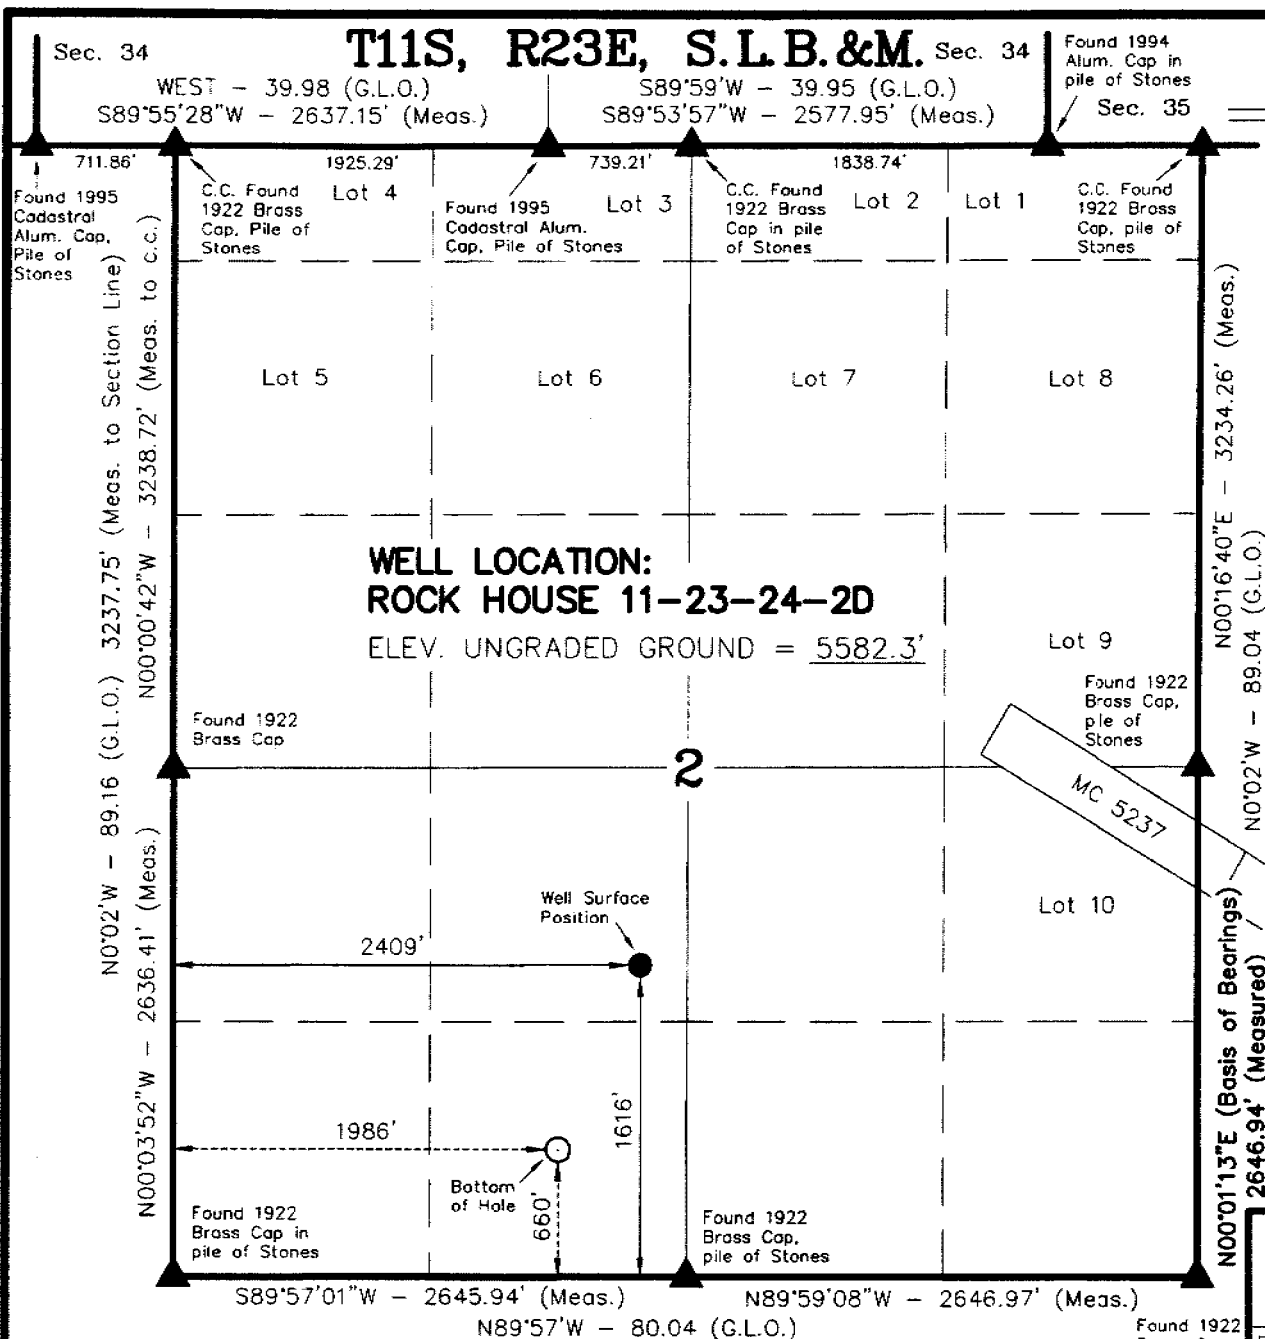 T11S, R23E, S.L.B.&M.
Sec. 34
Sec. 34
Found 1994
Alum. Cap in
pile of Stones
Sec. 35
WEST - 39.98 (G.L.O.)
S89°55'28"W - 2637.15' (Meas.)
S89°59'W - 39.95 (G.L.O.)
S89°53'57"W - 2577.95' (Meas.)
711.86'
1925.29'
739.21'
1838.74'
Found 1995
Cadastral
Alum. Cap,
Pile of
Stones
C.C. Found
1922 Brass
Cap, Pile of
Stones
Lot 4
Found 1995
Cadastral Alum.
Cap, Pile of Stones
Lot 3
C.C. Found
1922 Brass
Cap in pile
of Stones
Lot 2
Lot 1
C.C. Found
1922 Brass
Cap, pile of
Stones
N0°02'W - 89.16 (G.L.O.) 3237.75' (Meas. to Section Line)
N00°00'42"W - 3238.72' (Meas. to c.c.)
Lot 5
Lot 6
Lot 7
Lot 8
N00°16'40"E - 3234.26' (Meas.)
N0°02'W - 89.04 (G.L.O.)
WELL LOCATION:
ROCK HOUSE 11-23-24-2D
ELEV. UNGRADED GROUND = 5582.3'
Lot 9
Found 1922
Brass Cap
Found 1922
Brass Cap,
ple of
Stones
2
MC 5237
N00°03'52"W - 2636.41' (Meas.)
Well Surface
Position
Lot 10
2409'
1616'
1986'
Bottom
of Hole
660'
N00°01'13"E (Basis of Bearings)
2646.94' (Measured)
Found 1922
Brass Cap in
pile of Stones
Found 1922
Brass Cap,
pile of Stones
S89°57'01"W - 2645.94' (Meas.)
N89°59'08"W - 2646.97' (Meas.)
N89°57'W - 80.04 (G.L.O.)
Found 1922